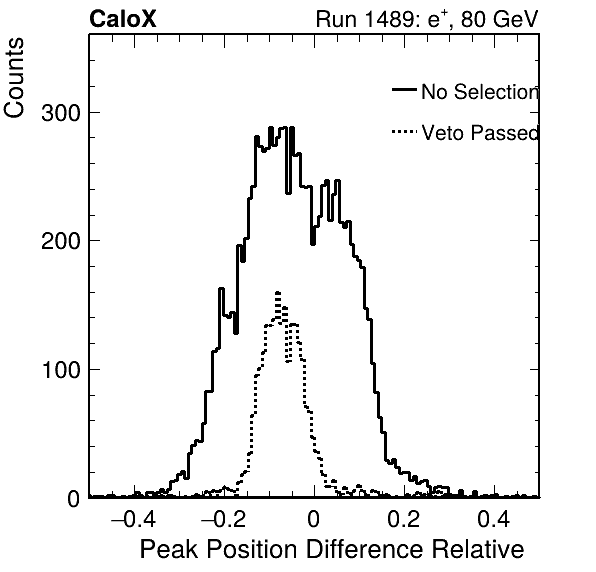 CaloX Run 1489: e⁺, 80 GeV
Counts
No Selection
Veto Passed
300
200
100
0
−0.4 −0.2 0 0.2 0.4
Peak Position Difference Relative